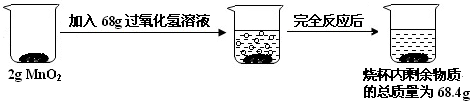 加入 68g 过氧化氢溶液
完全反应后
2g MnO₂
烧杯内剩余物质
的总质量为 68.4g